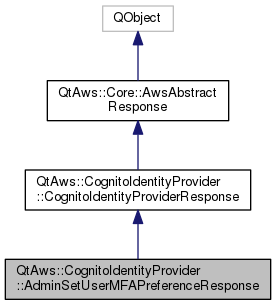 QObject
QtAws::Core::AwsAbstract
Response
QtAws::CognitoIdentityProvider
::CognitoIdentityProviderResponse
QtAws::CognitoIdentityProvider
::AdminSetUserMFAPreferenceResponse